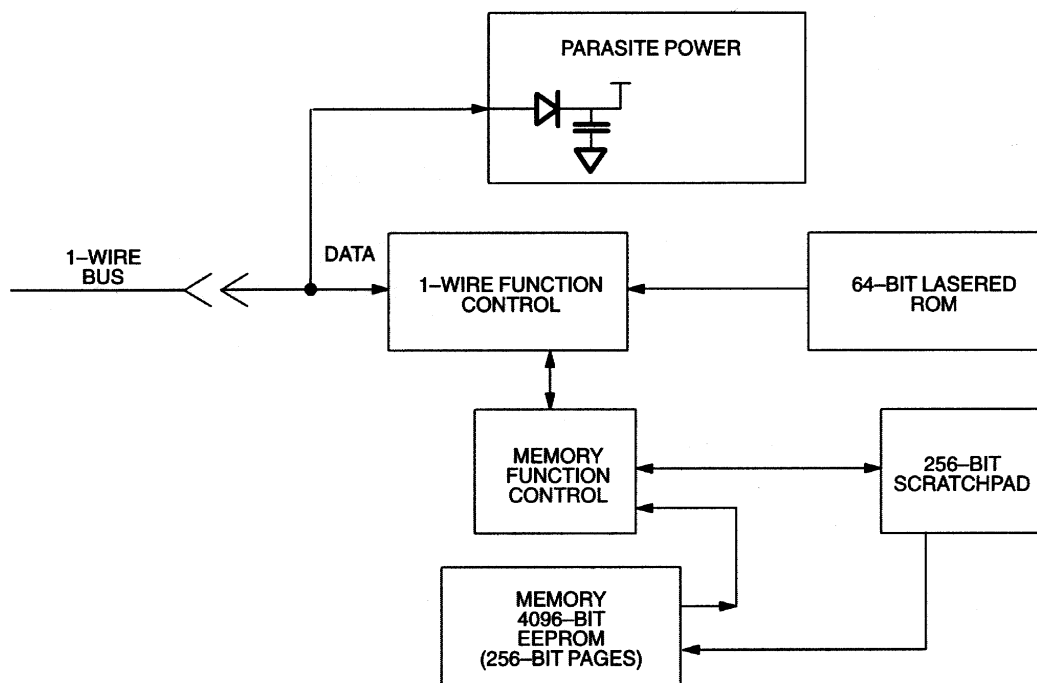 PARASITE POWER
1–WIRE
BUS
DATA
1–WIRE FUNCTION
CONTROL
64–BIT LASERED
ROM
MEMORY
FUNCTION
CONTROL
256–BIT
SCRATCHPAD
MEMORY
4096–BIT
EEPROM
(256–BIT PAGES)